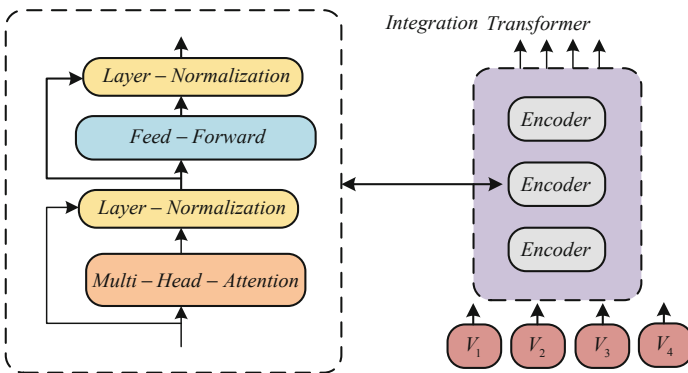 Integration Transformer
Layer – Normalization
Feed – Forward
Layer – Normalization
Multi – Head – Attention
Encoder
Encoder
Encoder
V1 V2 V3 V4